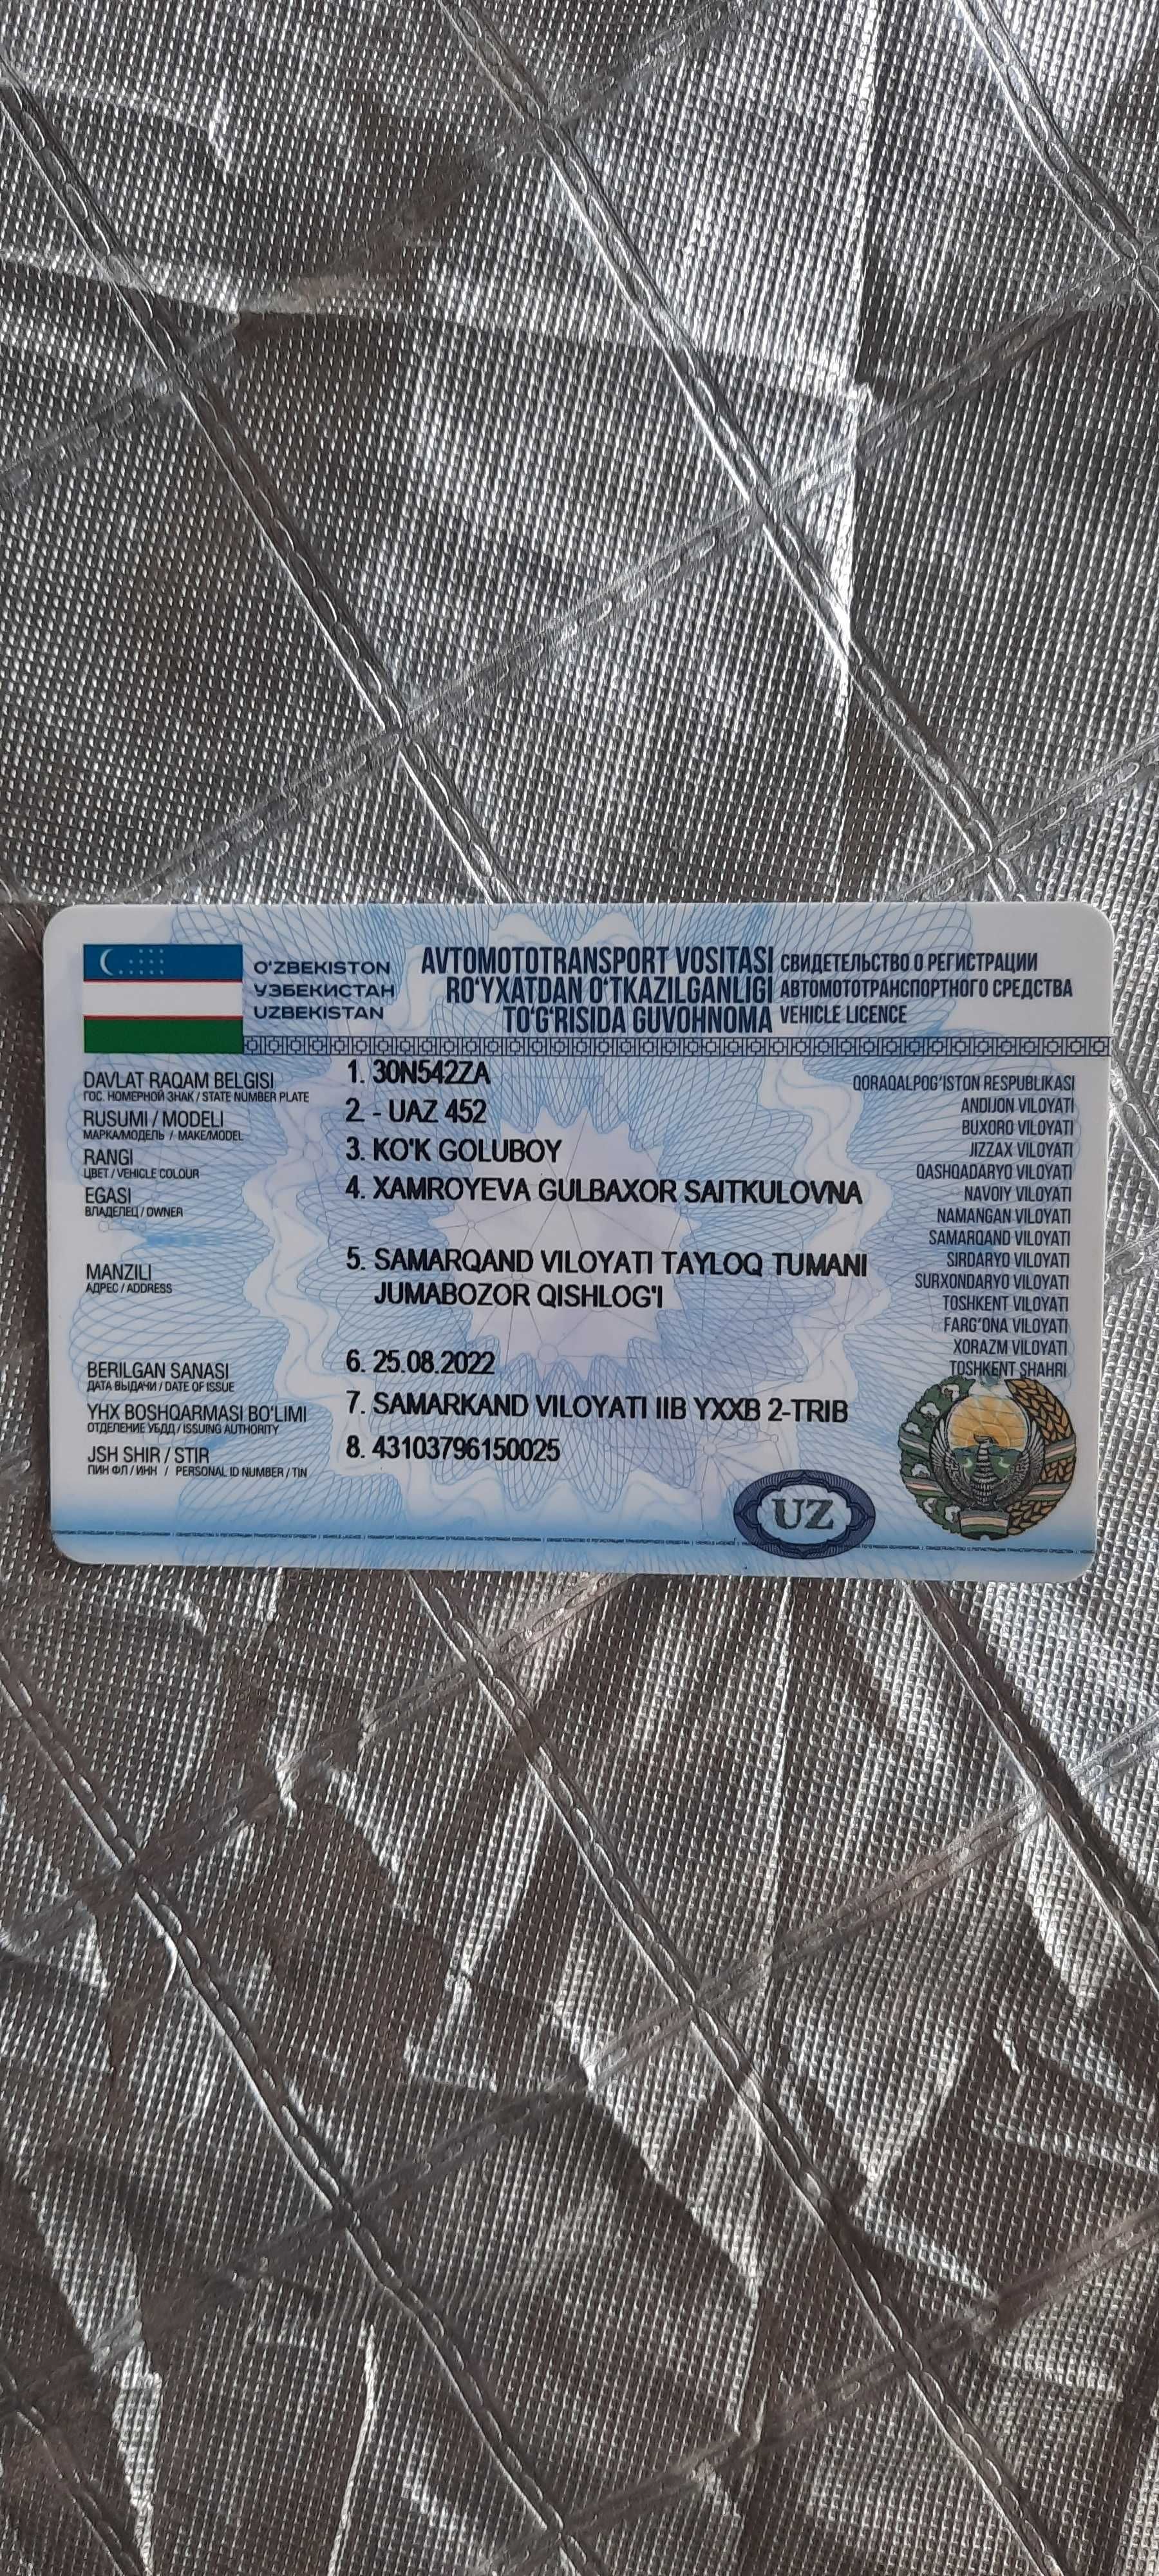 O'ZBEKISTON
УЗБЕКИСТАН
UZBEKISTAN
AVTOMOTOTRANSPORT VOSITASI
RO'YXATDAN O'TKAZILGANLIGI
TO'G'RISIDA GUVOHNOMA
СВИДЕТЕЛЬСТВО О РЕГИСТРАЦИИ
АВТОМОТОТРАНСПОРТНОГО СРЕДСТВА
VEHICLE LICENCE
DAVLAT RAQAM BELGISI
ГОС. НОМЕРНОЙ ЗНАК / STATE NUMBER PLATE
1. 30N542ZA
RUSUMI / MODELI
МАРКА/МОДЕЛЬ / MAKE/MODEL
2. - UAZ 452
RANGI
ЦВЕТ / VEHICLE COLOUR
3. KO'K GOLUBOY
EGASI
ВЛАДЕЛЕЦ / OWNER
4. XAMROYEVA GULBAXOR SAITKULOVNA
MANZILI
АДРЕС / ADDRESS
5. SAMARQAND VILOYATI TAYLOQ TUMANI
JUMABOZOR QISHLOG'I
BERILGAN SANASI
ДАТА ВЫДАЧИ / DATE OF ISSUE
6. 25.08.2022
YHX BOSHQARMASI BO'LIMI
ОТДЕЛЕНИЕ УБДД / ISSUING AUTHORITY
7. SAMARKAND VILOYATI IIB YXXB 2-TRIB
JSH SHIR / STIR
ПИН ФЛ / ИНН / PERSONAL ID NUMBER / TIN
8. 43103796150025
QORAQALPOG'ISTON RESPUBLIKASI
ANDIJON VILOYATI
BUXORO VILOYATI
JIZZAX VILOYATI
QASHQADARYO VILOYATI
NAVOIY VILOYATI
NAMANGAN VILOYATI
SAMARQAND VILOYATI
SIRDARYO VILOYATI
SURXONDARYO VILOYATI
TOSHKENT VILOYATI
FARG'ONA VILOYATI
XORAZM VILOYATI
TOSHKENT SHAHRI
UZ